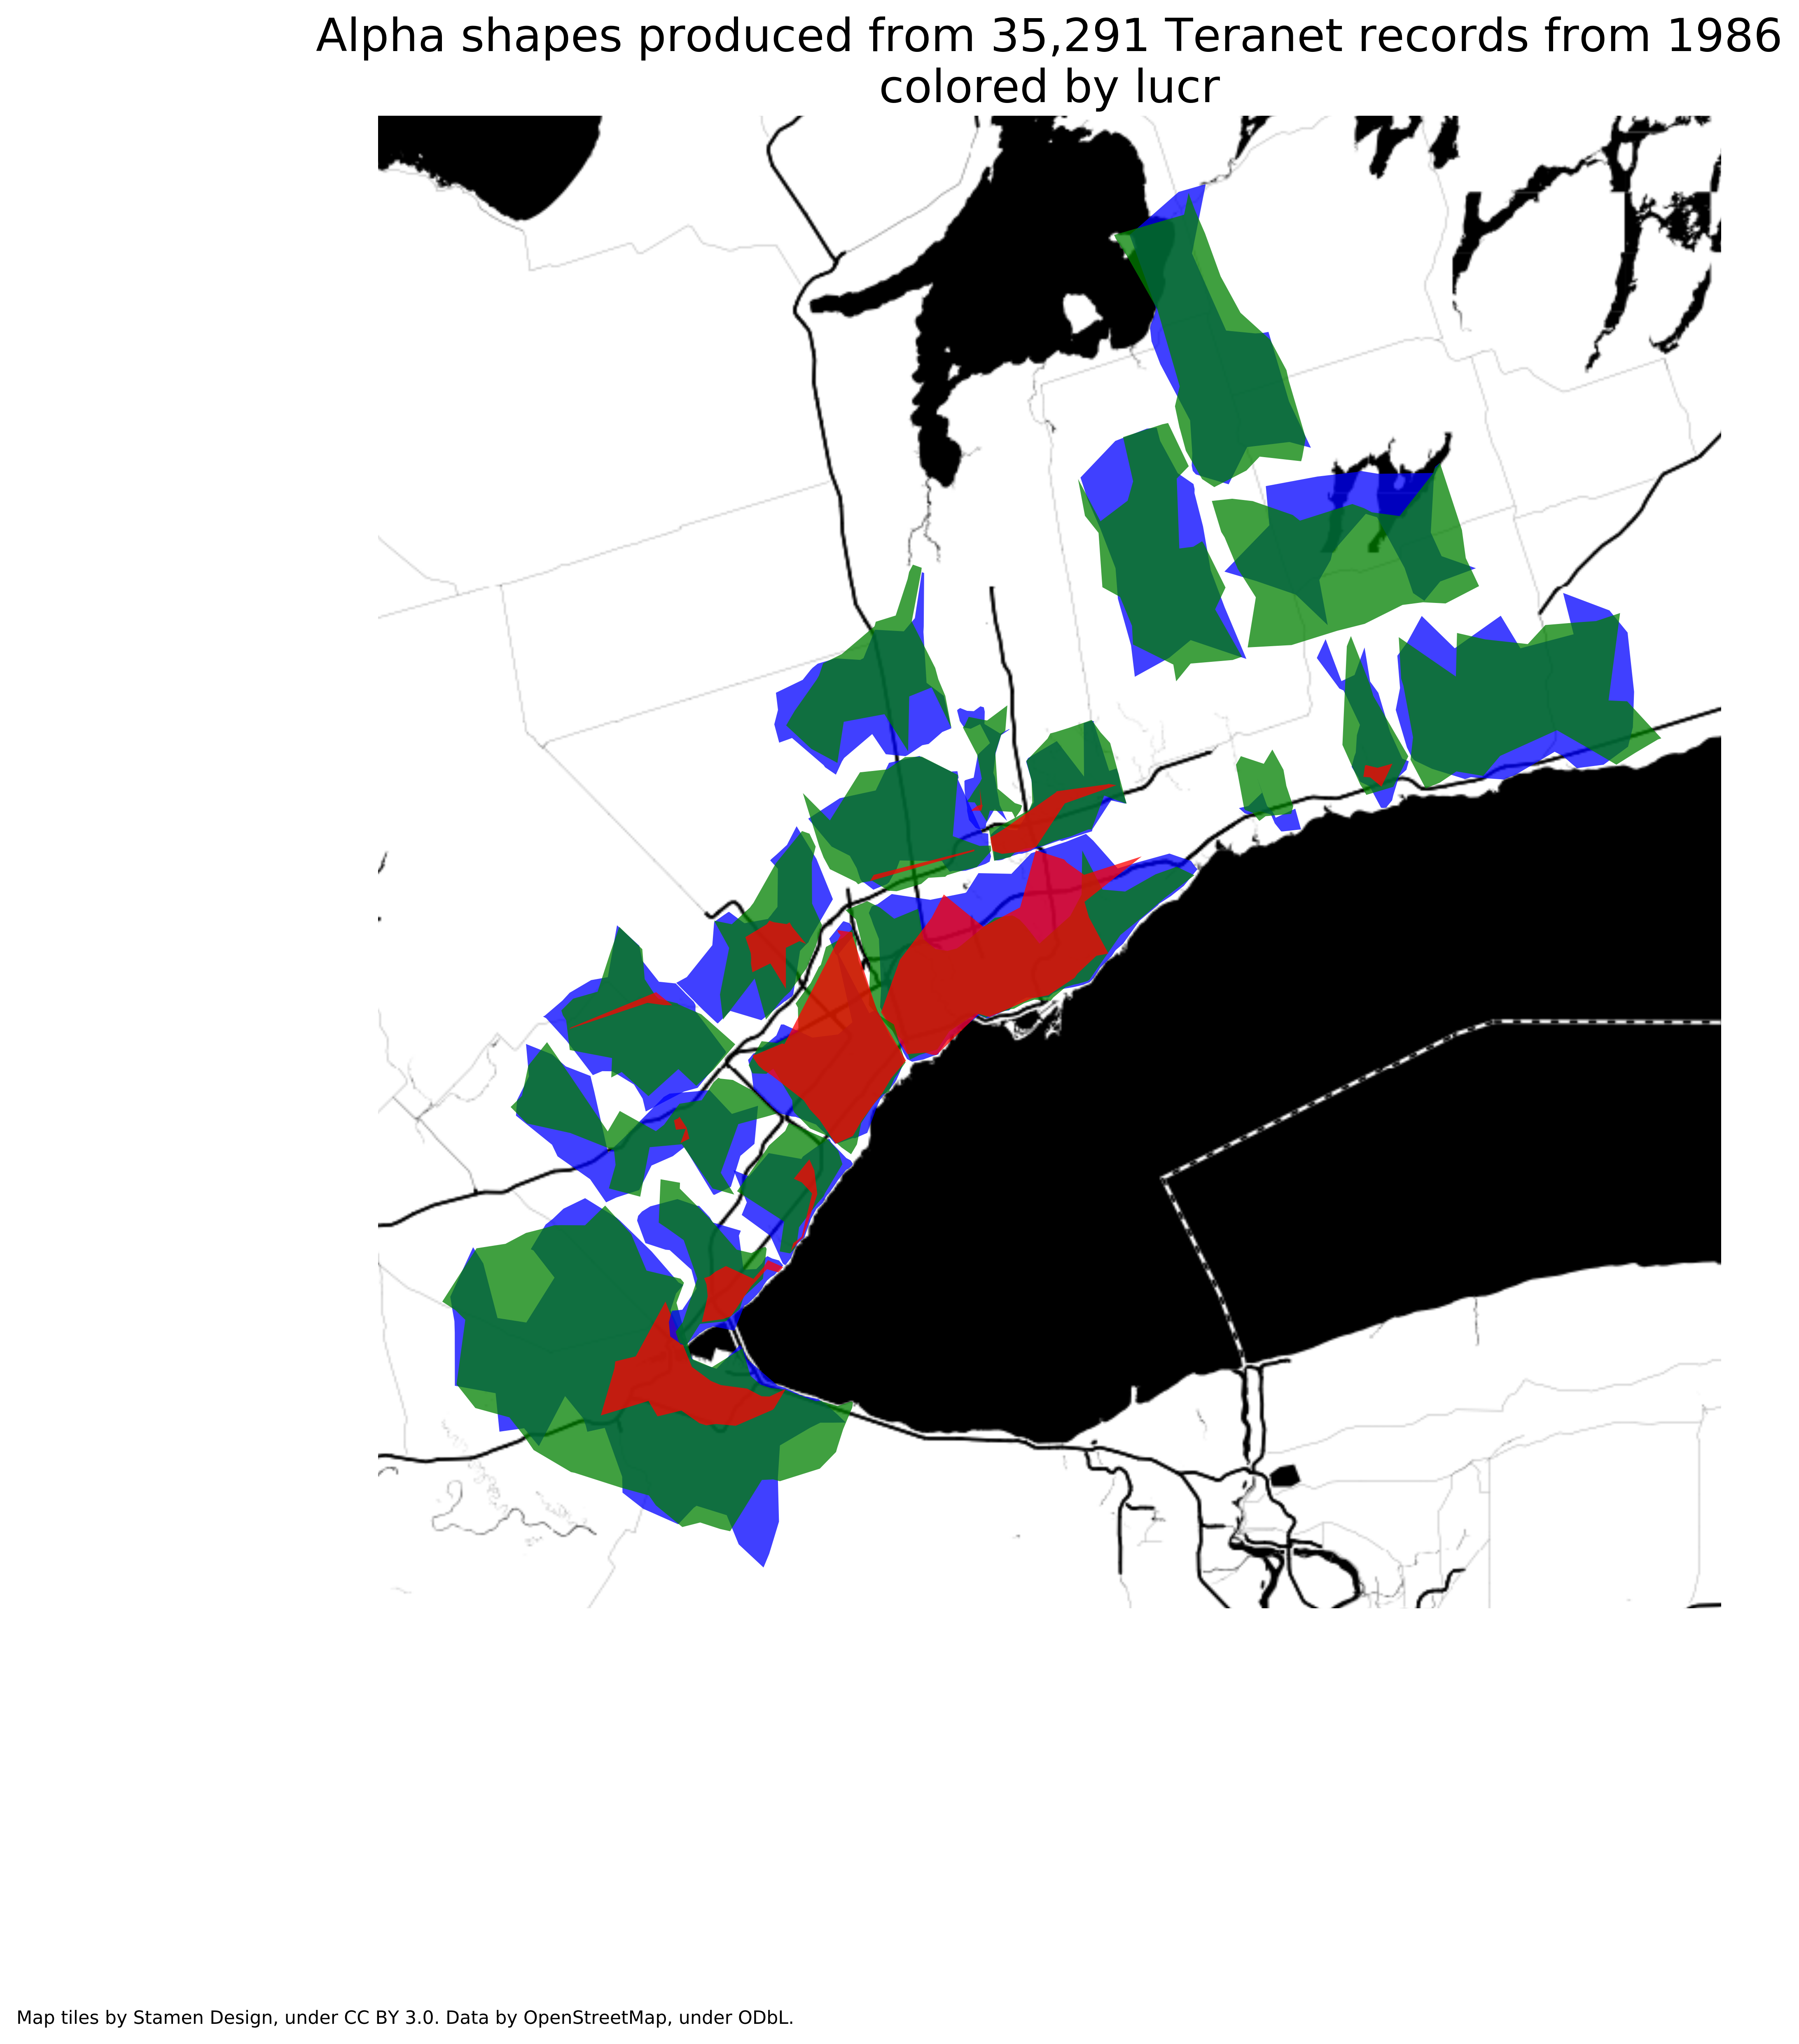 Alpha shapes produced from 35,291 Teranet records from 1986
colored by lucr
Map tiles by Stamen Design, under CC BY 3.0. Data by OpenStreetMap, under ODbL.